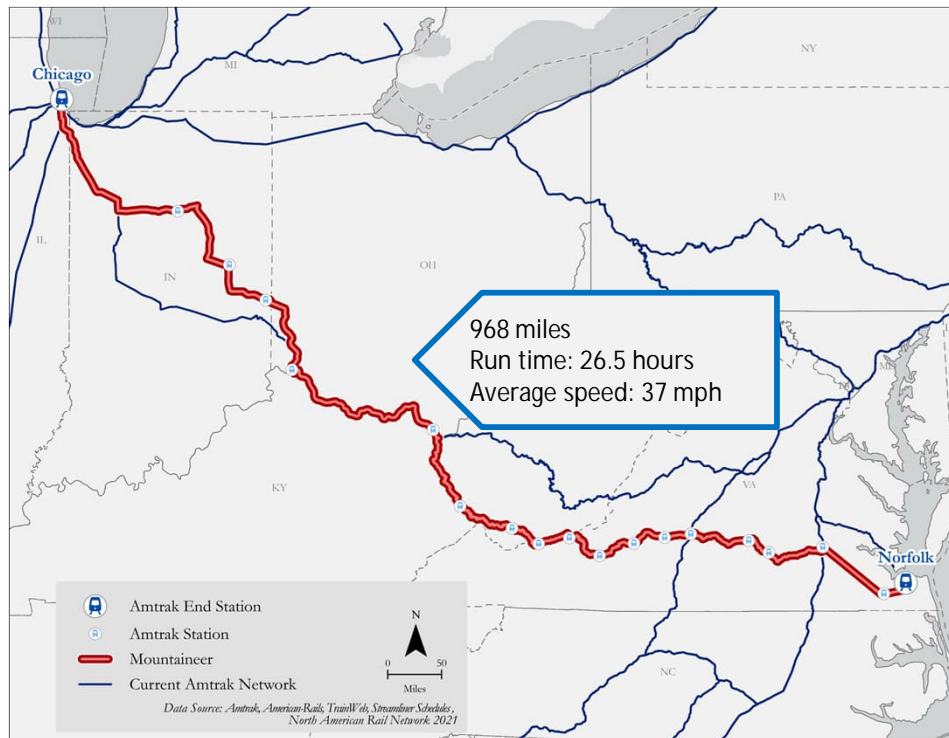 WI
MI
NY
Chicago
PA
IL
IN
OH
968 miles
Run time: 26.5 hours
Average speed: 37 mph
KY
VA
Norfolk
NC
Amtrak End Station
Amtrak Station
Mountaineer
Current Amtrak Network
N
0 50
Miles
Data Source: Amtrak, American-Rails, TrainWeb, Streamliner Schedules,
North American Rail Network 2021